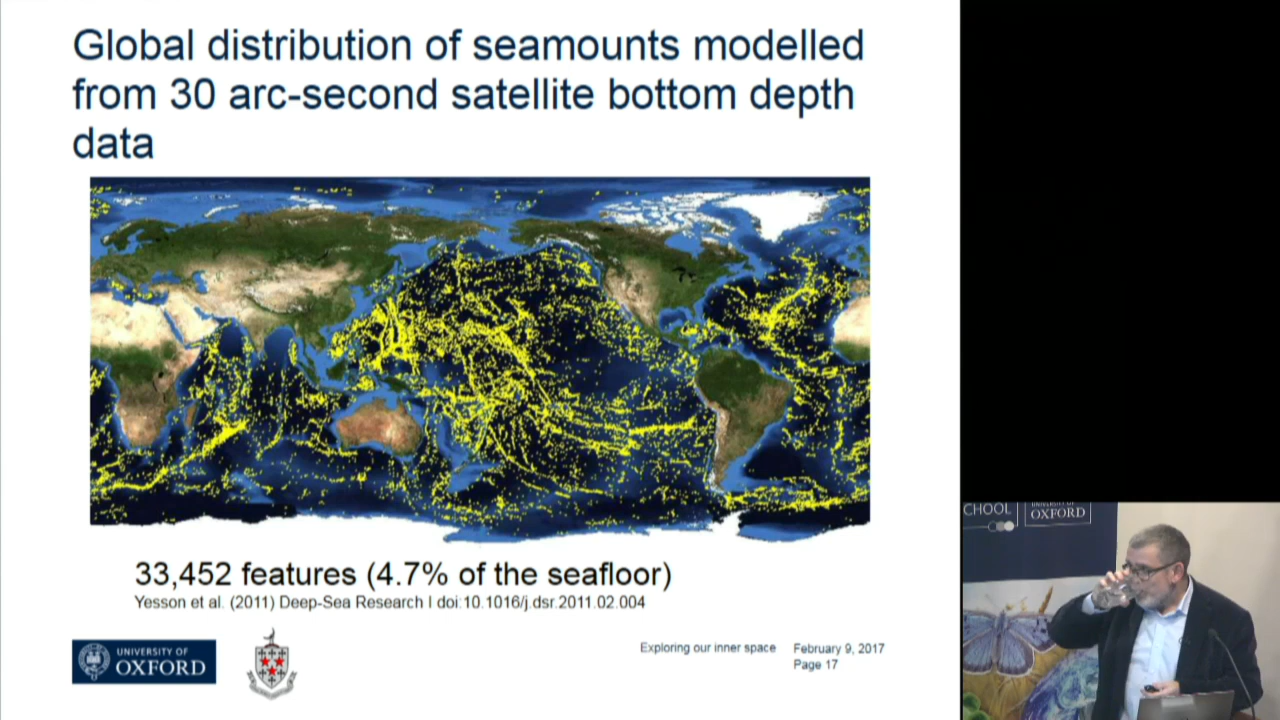 Global distribution of seamounts modelled
from 30 arc-second satellite bottom depth
data
33,452 features (4.7% of the seafloor)
Yesson et al. (2011) Deep-Sea Research I doi:10.1016/j.dsr.2011.02.004
UNIVERSITY OF
OXFORD
Exploring our inner space
February 9, 2017
Page 17
CHOOL
UNIVERSITY OF
OXFORD